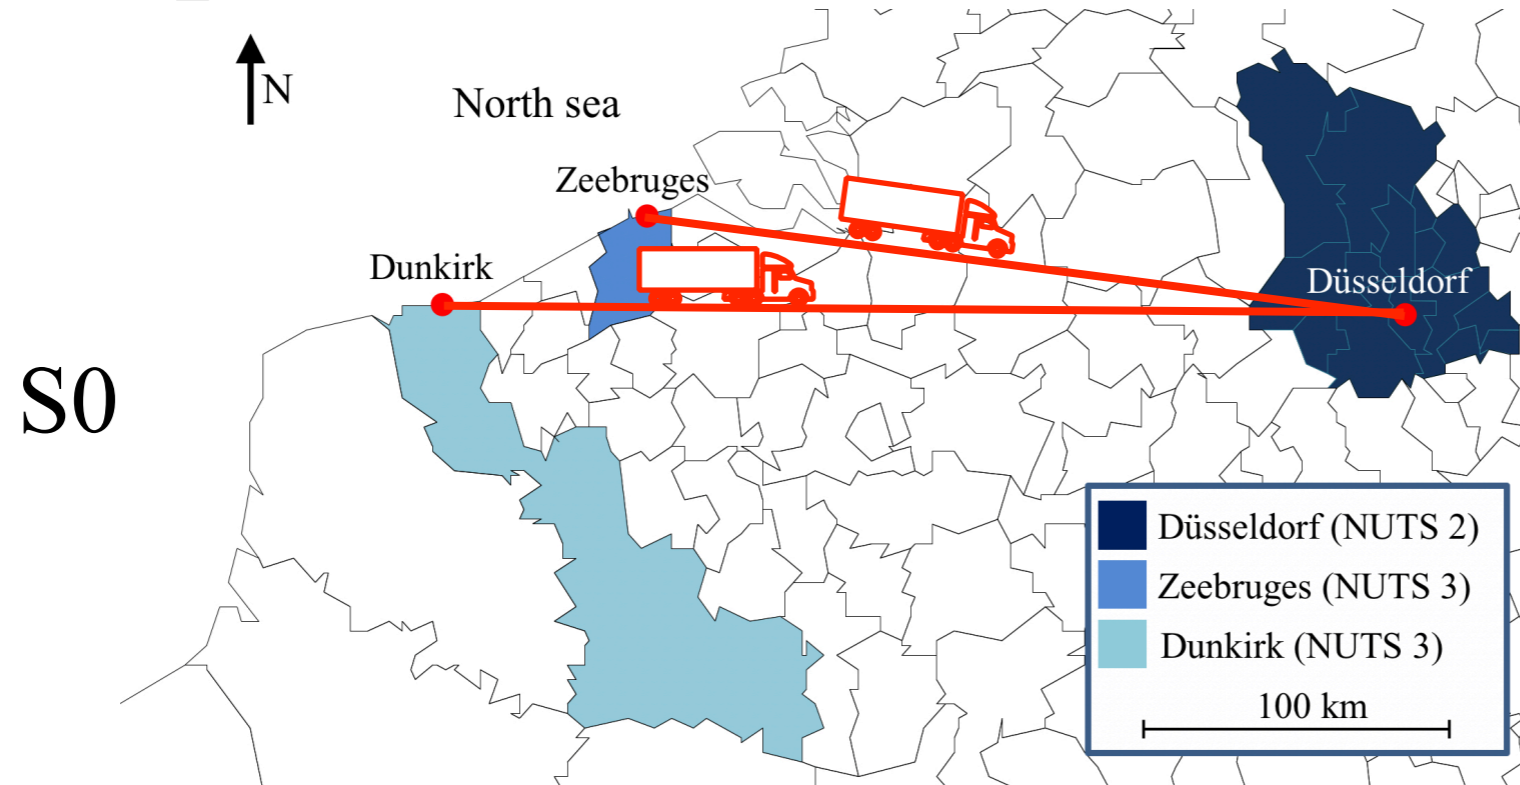 N
North sea
Zeebruges
Dunkirk
Düsseldorf
S0
Düsseldorf (NUTS 2)
Zeebruges (NUTS 3)
Dunkirk (NUTS 3)
100 km